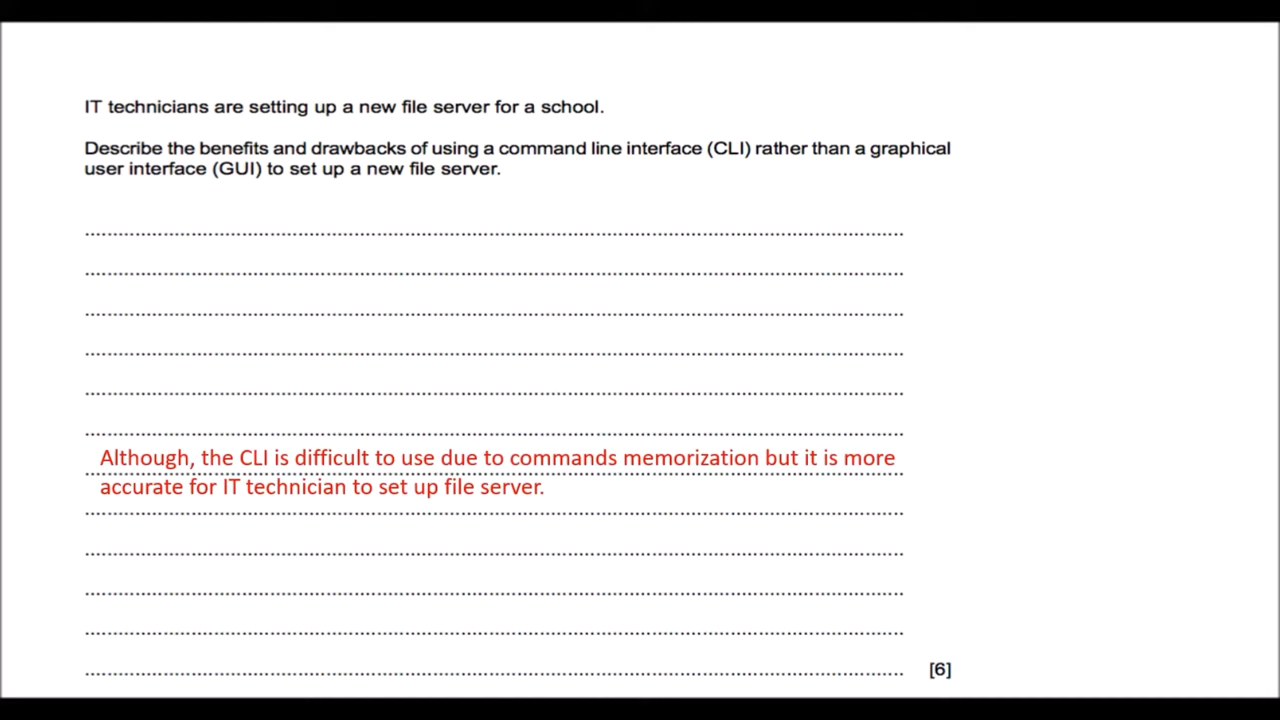 IT technicians are setting up a new file server for a school.
Describe the benefits and drawbacks of using a command line interface (CLI) rather than a graphical
user interface (GUI) to set up a new file server.
Although, the CLI is difficult to use due to commands memorization but it is more
accurate for IT technician to set up file server.
[6]